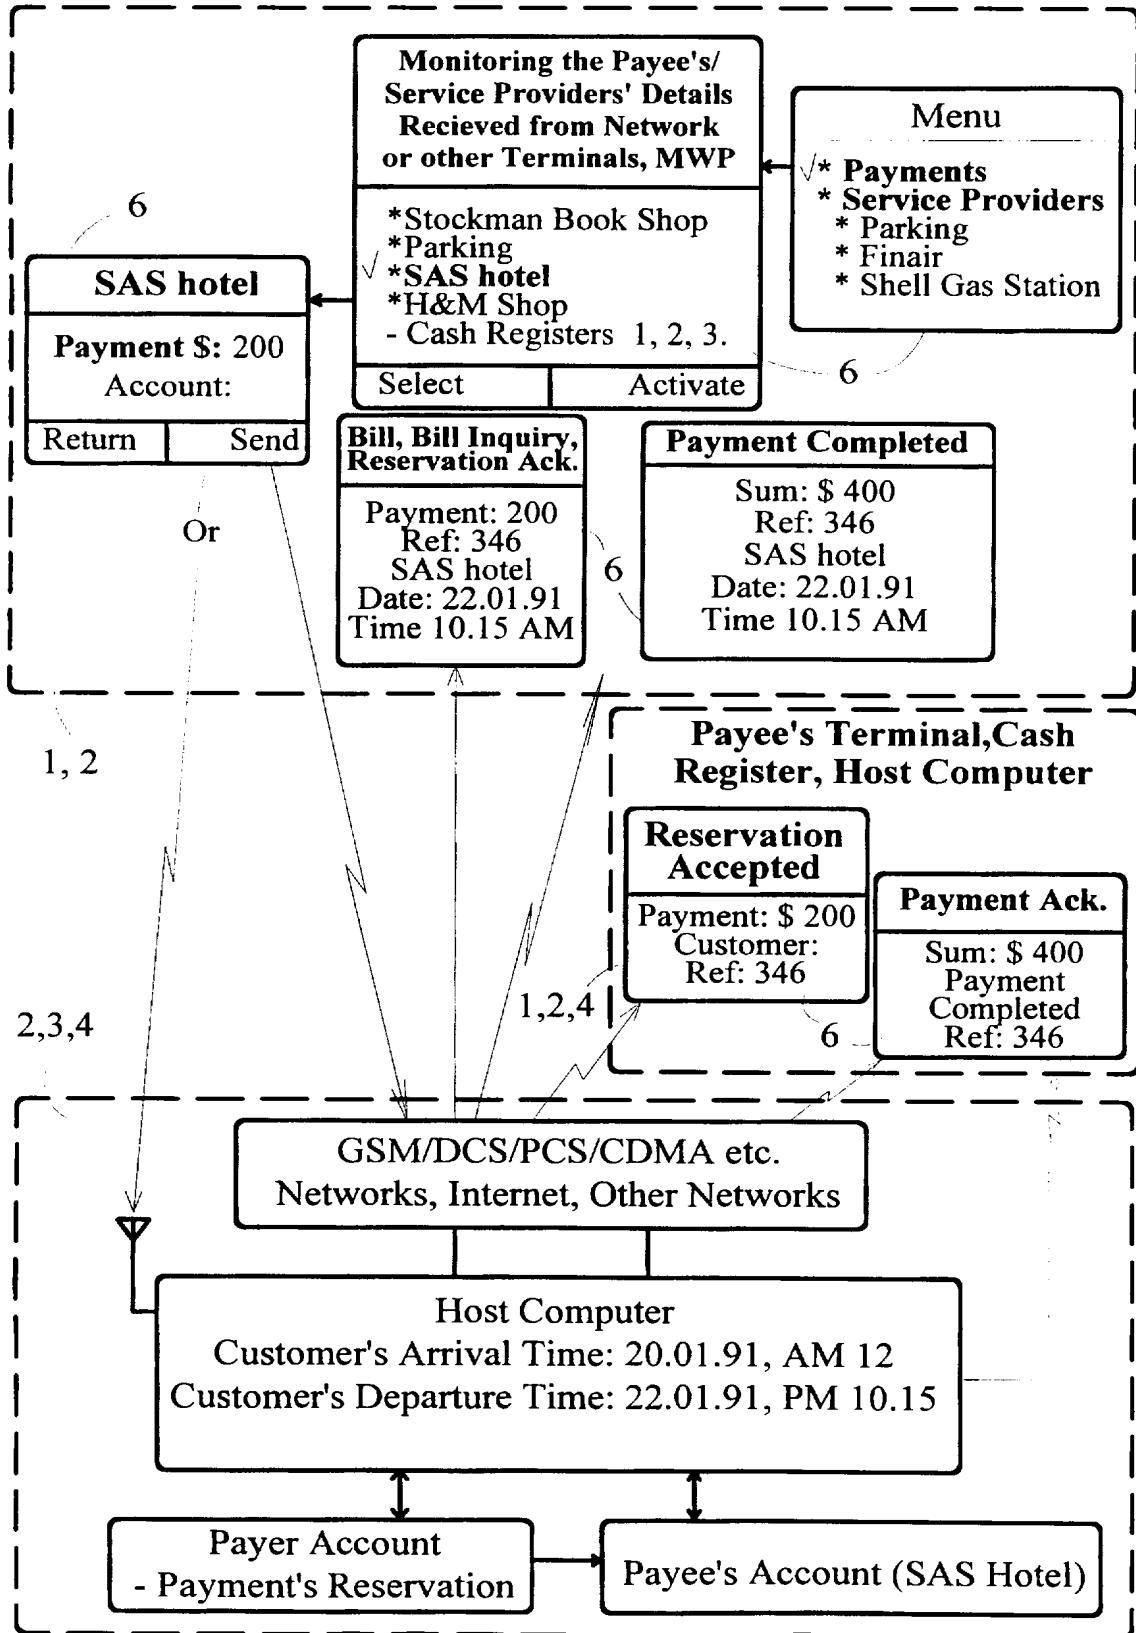 Monitoring the Payee's/
Service Providers' Details
Recieved from Network
or other Terminals, MWP
*Stockman Book Shop
*Parking
√ *SAS hotel
*H&M Shop
- Cash Registers 1, 2, 3.
Select Activate
Menu
√* Payments
* Service Providers
* Parking
* Finair
* Shell Gas Station
6
6
SAS hotel
Payment $: 200
Account:
Return Send
Or
Bill, Bill Inquiry,
Reservation Ack.
Payment: 200
Ref: 346
SAS hotel
Date: 22.01.91
Time 10.15 AM
6
Payment Completed
Sum: $ 400
Ref: 346
SAS hotel
Date: 22.01.91
Time 10.15 AM
1, 2
Payee's Terminal,Cash
Register, Host Computer
Reservation
Accepted
Payment: $ 200
Customer:
Ref: 346
Payment Ack.
Sum: $ 400
Payment
Completed
Ref: 346
1,2,4
6
2,3,4
GSM/DCS/PCS/CDMA etc.
Networks, Internet, Other Networks
Host Computer
Customer's Arrival Time: 20.01.91, AM 12
Customer's Departure Time: 22.01.91, PM 10.15
Payer Account
- Payment's Reservation
Payee's Account (SAS Hotel)